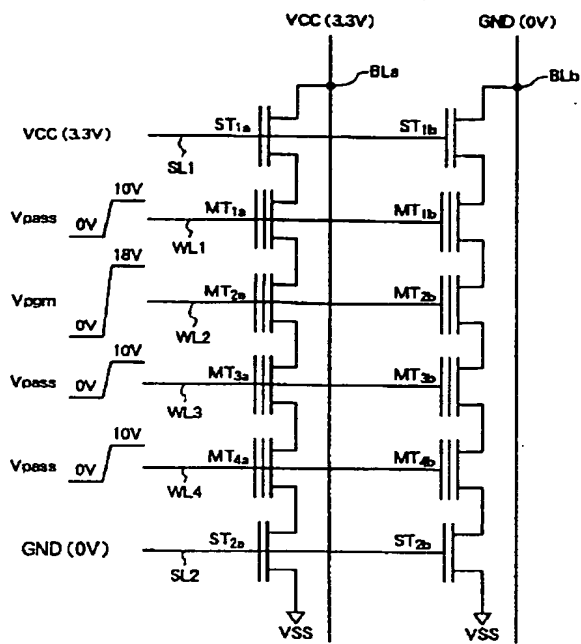 VCC (3.3V) GND (0V)
BLa BLb
VCC (3.3V) ST1a ST1b
SL1
10V
Vpass 0V MT1a MT1b
WL1
18V
Vpgm 0V MT2a MT2b
WL2
10V
Vpass 0V MT3a MT3b
WL3
10V
Vpass 0V MT4a MT4b
WL4
GND (0V) ST2a ST2b
SL2
VSS VSS